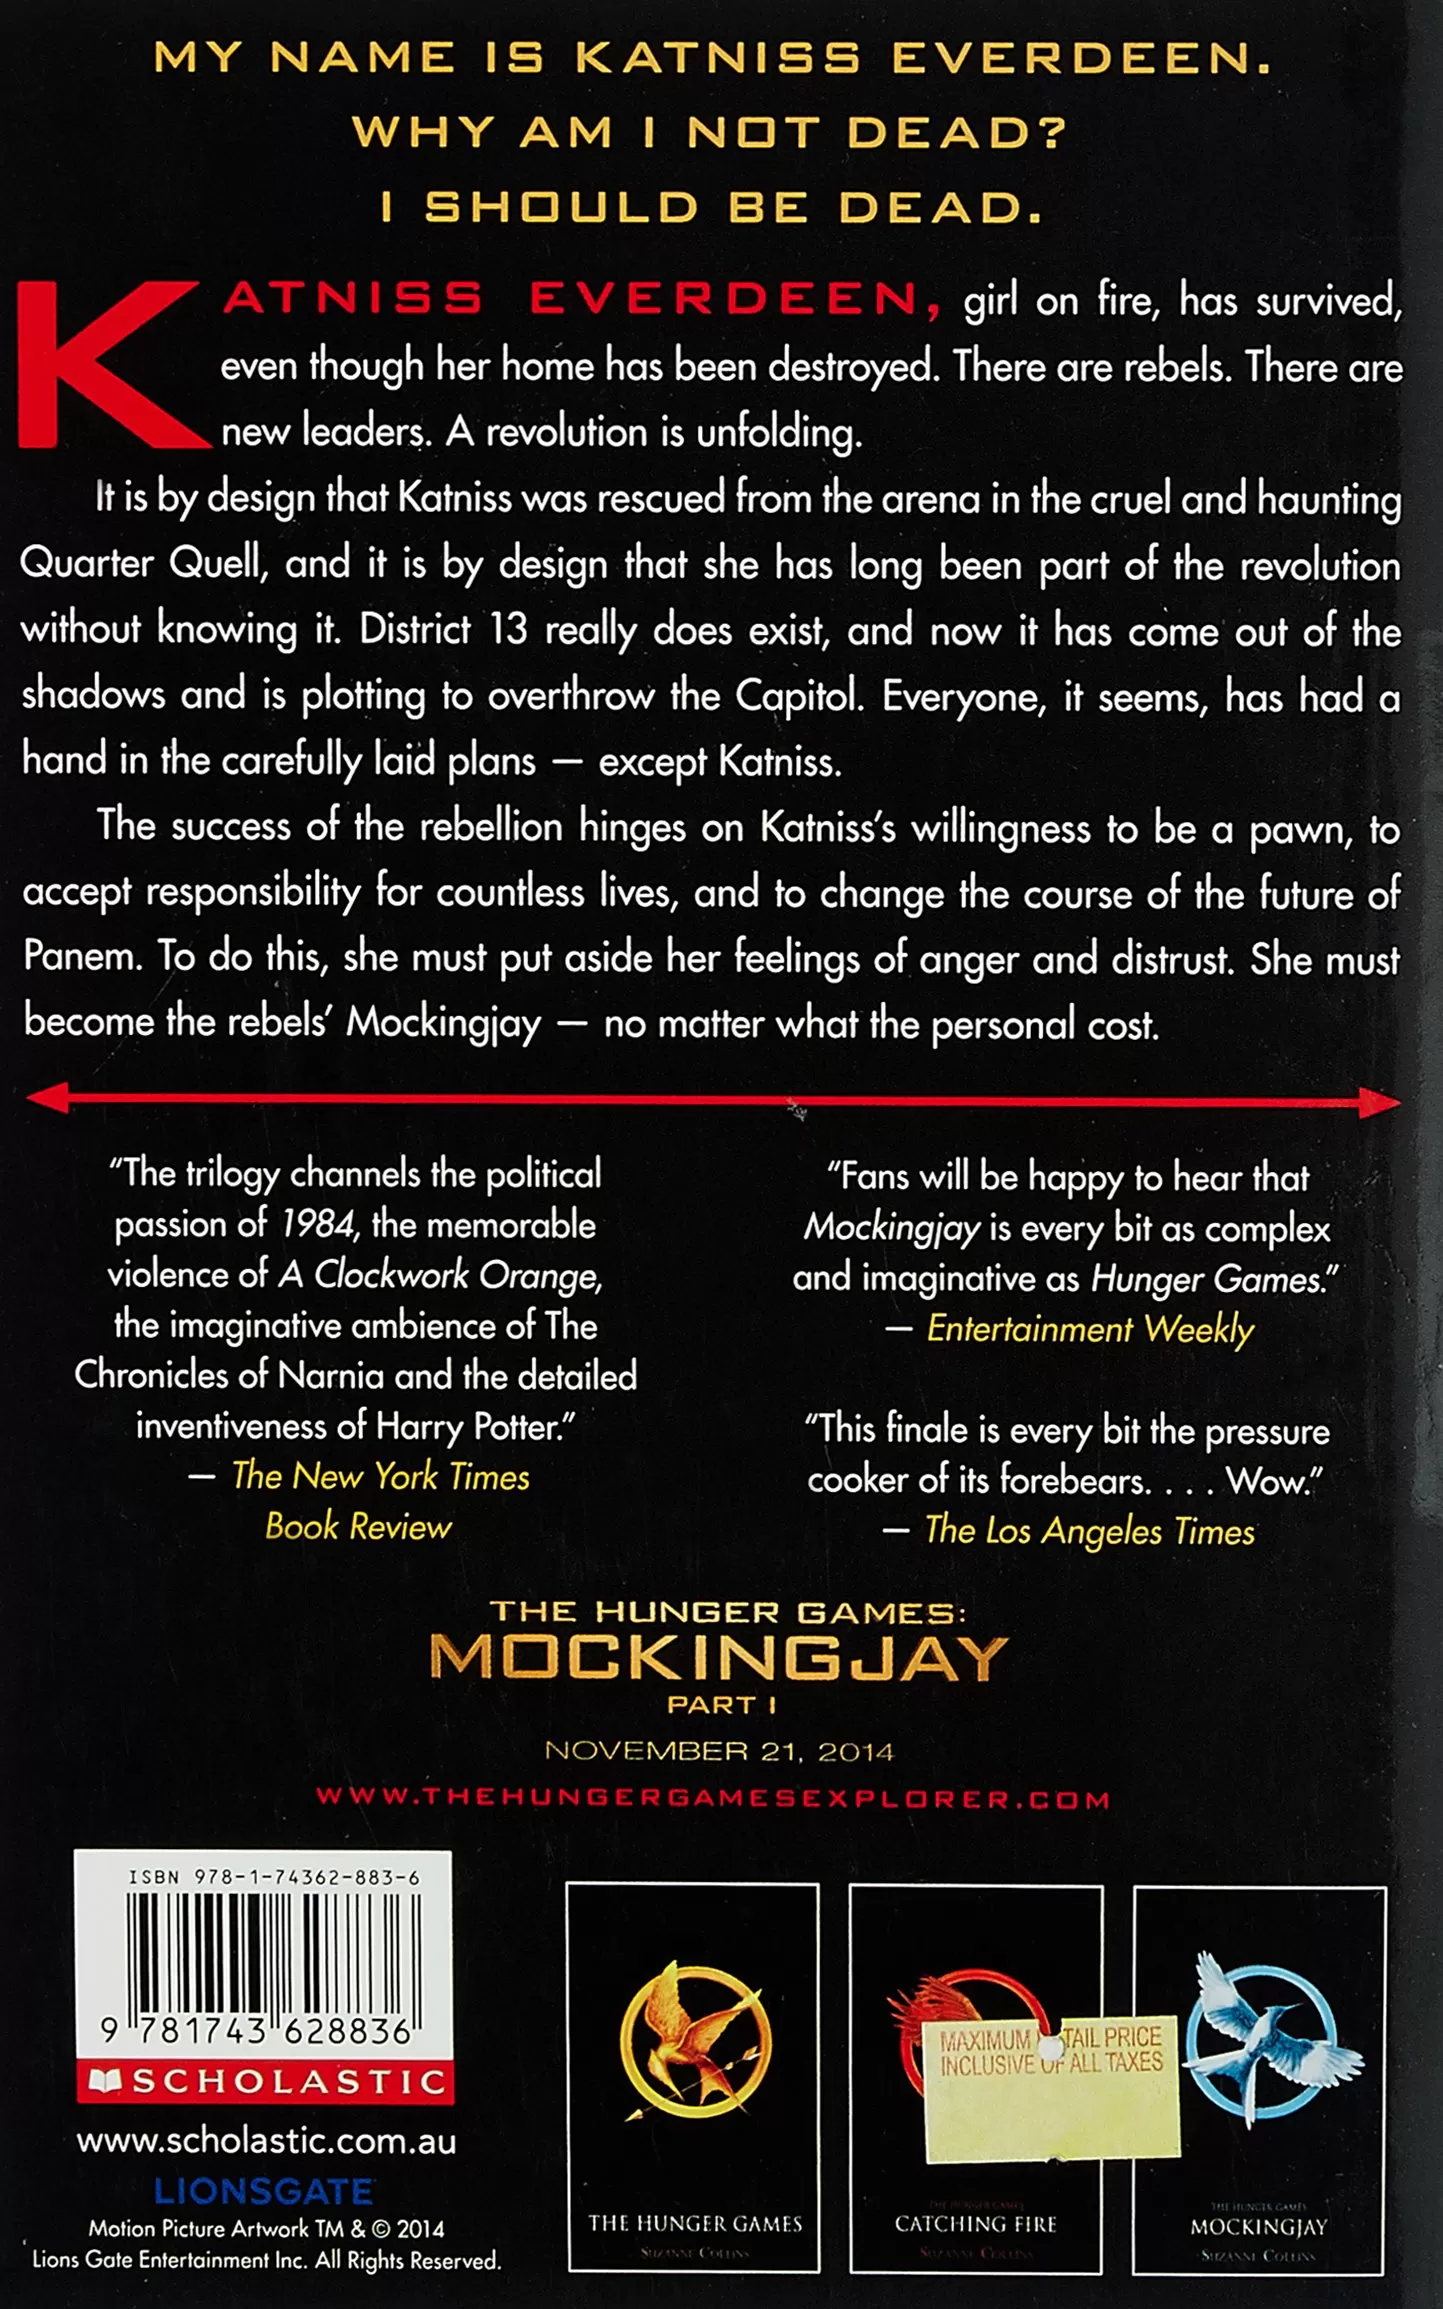 MY NAME IS KATNISS EVERDEEN.
WHY AM I NOT DEAD?
I SHOULD BE DEAD.
KATNISS EVERDEEN, girl on fire, has survived,
even though her home has been destroyed. There are rebels. There are
new leaders. A revolution is unfolding.
It is by design that Katniss was rescued from the arena in the cruel and haunting
Quarter Quell, and it is by design that she has long been part of the revolution
without knowing it. District 13 really does exist, and now it has come out of the
shadows and is plotting to overthrow the Capitol. Everyone, it seems, has had a
hand in the carefully laid plans — except Katniss.
The success of the rebellion hinges on Katniss's willingness to be a pawn, to
accept responsibility for countless lives, and to change the course of the future of
Panem. To do this, she must put aside her feelings of anger and distrust. She must
become the rebels' Mockingjay — no matter what the personal cost.
"The trilogy channels the political
passion of 1984, the memorable
violence of A Clockwork Orange,
the imaginative ambience of The
Chronicles of Narnia and the detailed
inventiveness of Harry Potter."
— The New York Times
Book Review
"Fans will be happy to hear that
Mockingjay is every bit as complex
and imaginative as Hunger Games."
— Entertainment Weekly
"This finale is every bit the pressure
cooker of its forebears. . . . Wow."
— The Los Angeles Times
THE HUNGER GAMES:
MOCKINGJAY
PART I
NOVEMBER 21, 2014
WWW.THEHUNGERGAMESEXPLORER.COM
ISBN 978-1-74362-883-6
9 781743 628836
SCHOLASTIC
www.scholastic.com.au
LIONSGATE
Motion Picture Artwork TM & © 2014
Lions Gate Entertainment Inc. All Rights Reserved.
THE HUNGER GAMES
SUZANNE COLLINS
MAXIMUM TAIL PRICE
INCLUSIVE OF ALL TAXES
THE HUNGER GAMES
CATCHING FIRE
SUZANNE COLLINS
THE HUNGER GAMES
MOCKINGJAY
SUZANNE COLLINS